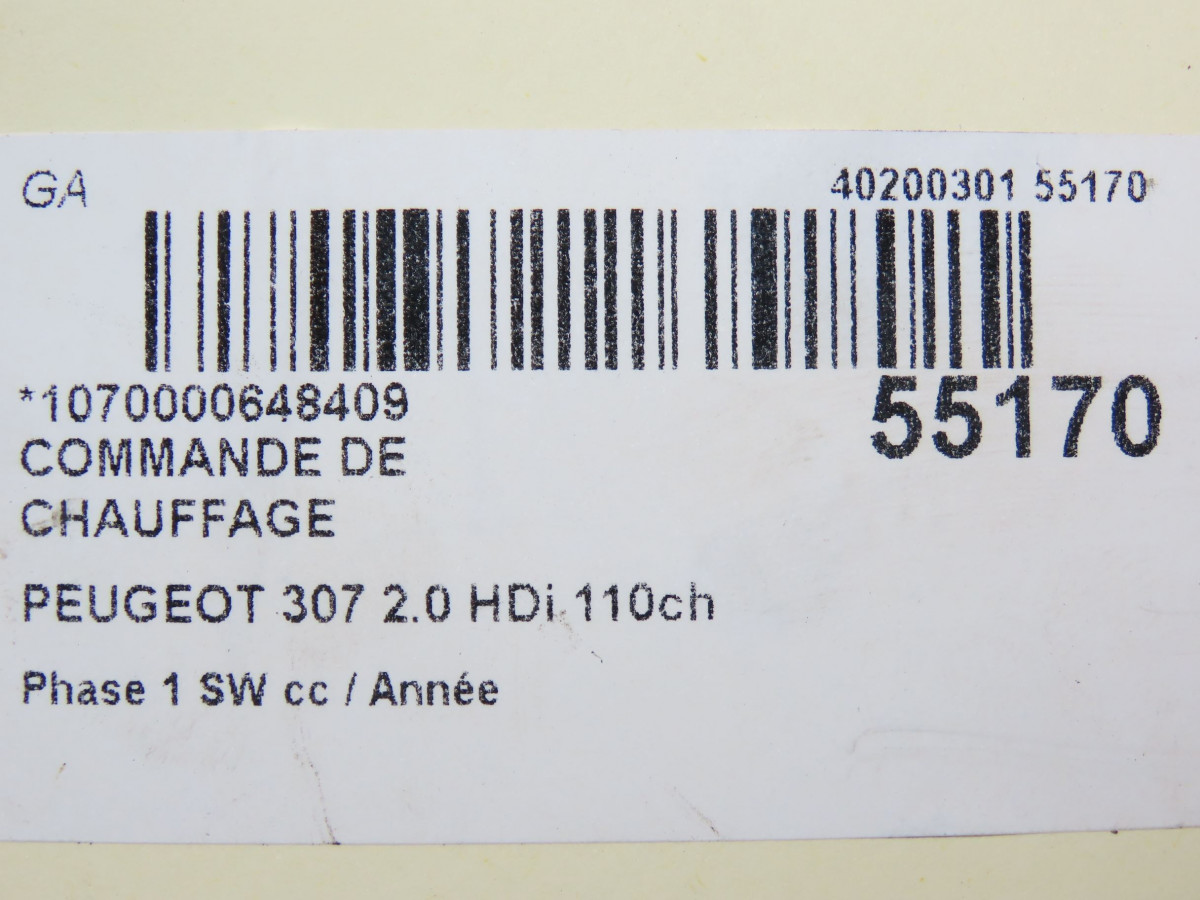 GA 40200301 55170
*1070000648409
55170
COMMANDE DE
CHAUFFAGE
PEUGEOT 307 2.0 HDi 110ch
Phase 1 SW cc / Année